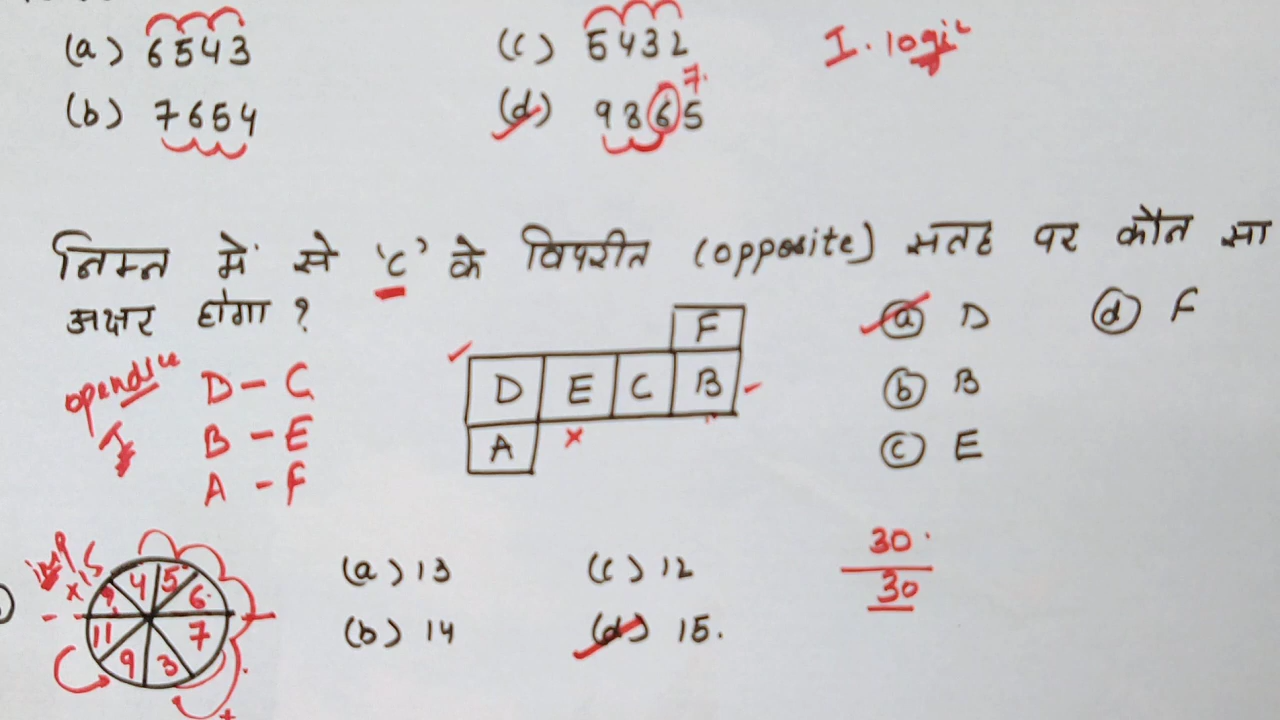 (a) 6543 (c) 5432 I. logic
7.
(b) 7654 (d) 9865
निम्न में से 'c' के विपरीत (opposite) सतह पर कौन सा
अक्षर होगा ?
F
(a) D (d) F
D E C B
A
(b) B
(c) E
D - C
B - E
A - F
4 5 6 7 3 9 11 ?
(a) 13 (c) 12
(b) 14 (d) 15.
30.
30